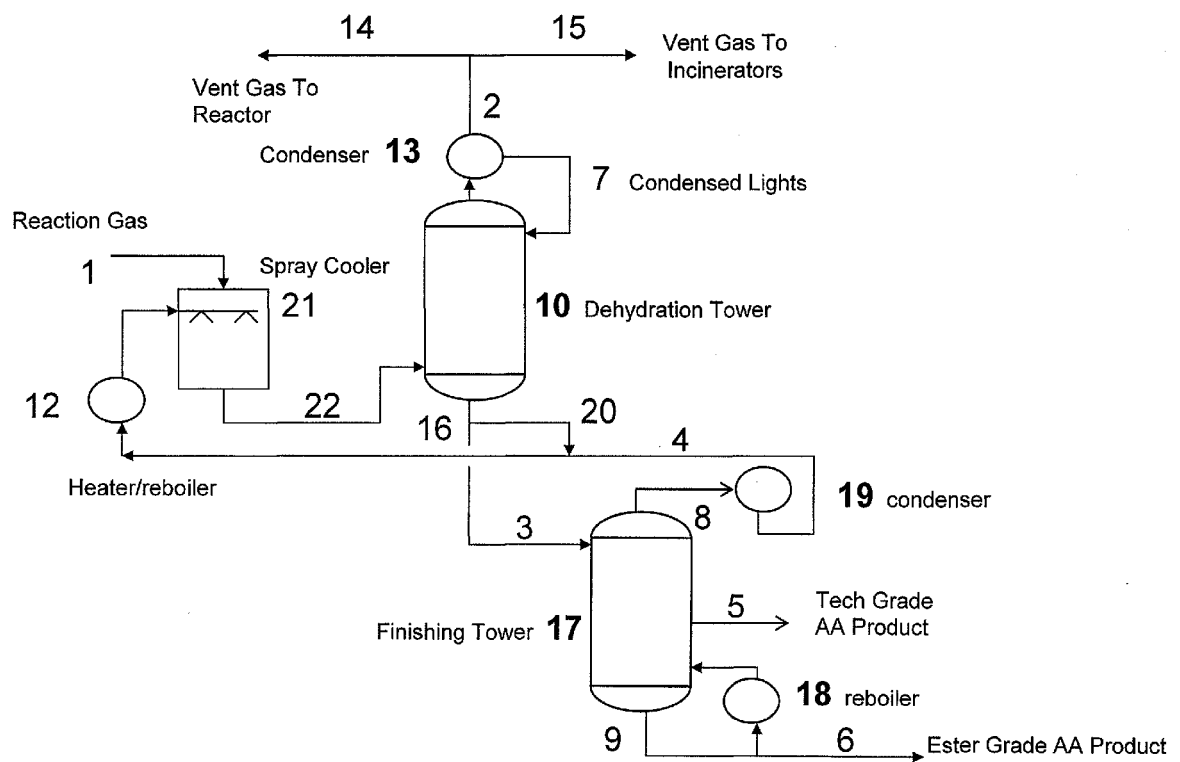 14
15
Vent Gas To
Incinerators
Vent Gas To
Reactor
2
Condenser 13
7 Condensed Lights
Reaction Gas
1
Spray Cooler
21
10 Dehydration Tower
12
22
16
20
4
Heater/reboiler
8
19 condenser
3
5
Tech Grade
AA Product
Finishing Tower 17
18 reboiler
9
6
Ester Grade AA Product